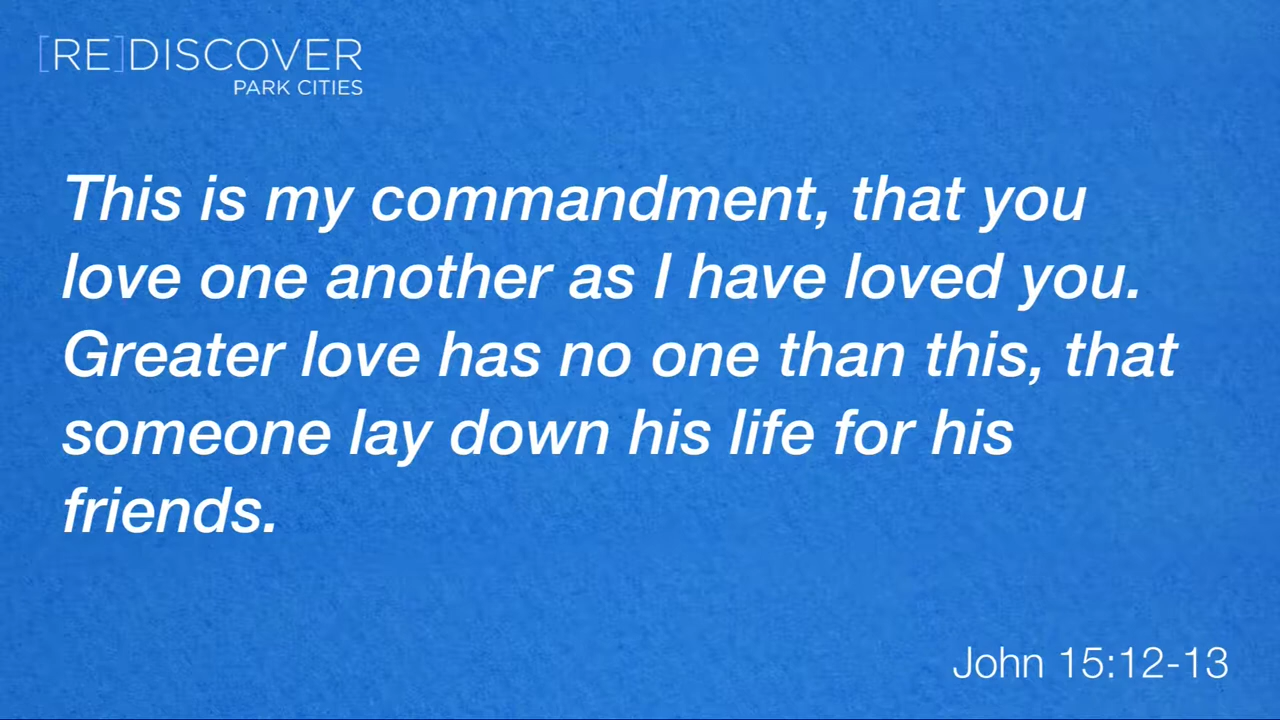 [RE]DISCOVER
PARK CITIES
This is my commandment, that you
love one another as I have loved you.
Greater love has no one than this, that
someone lay down his life for his
friends.
John 15:12-13